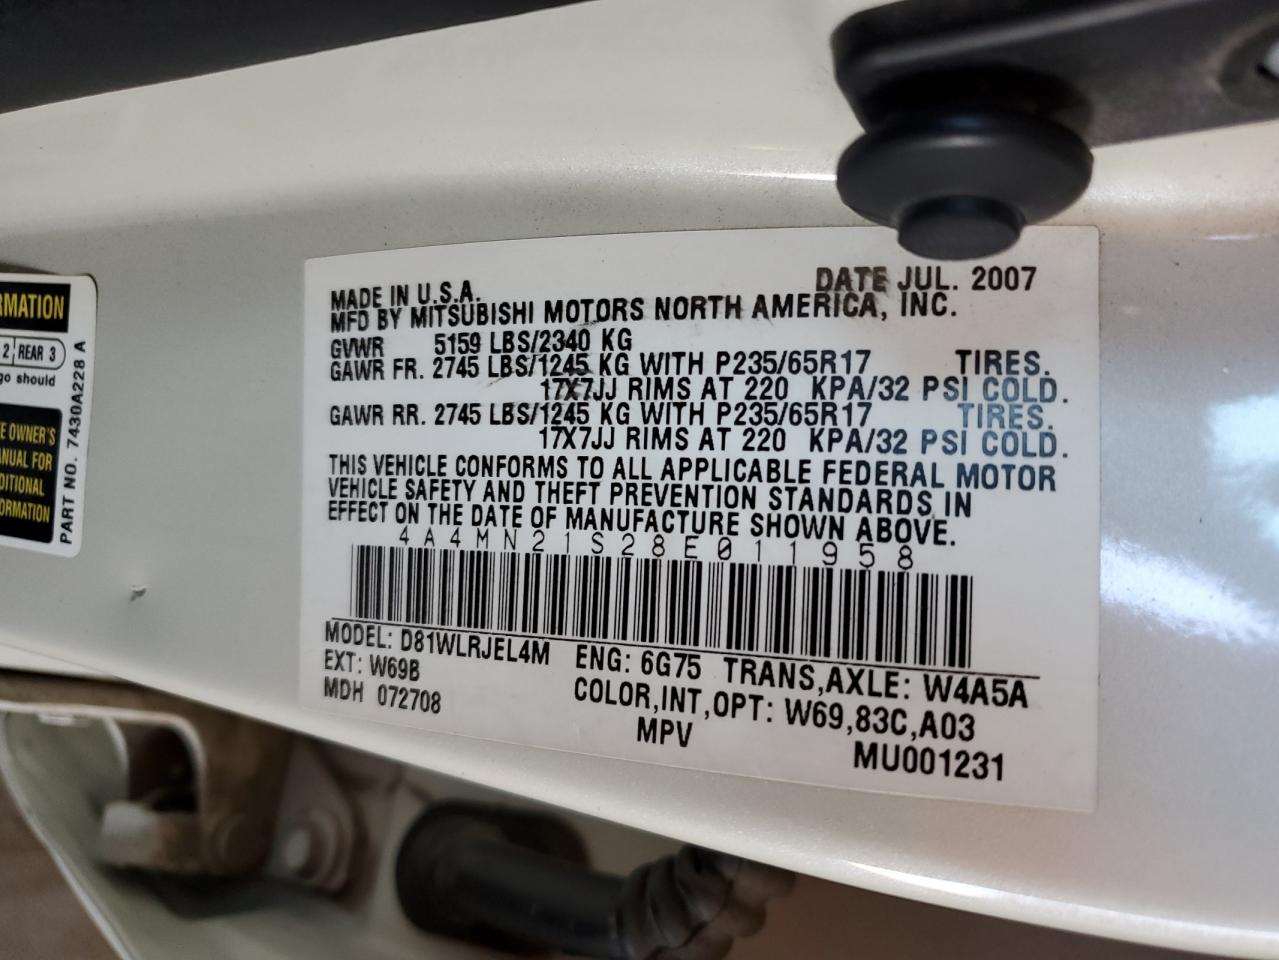 RMATION
2 REAR 3
go should
E OWNER'S
ANUAL FOR
DITIONAL
ORMATION
PART NO. 7430A228 A
DATE JUL. 2007
MADE IN U.S.A.
MFD BY MITSUBISHI MOTORS NORTH AMERICA, INC.
GVWR 5159 LBS/2340 KG
GAWR FR. 2745 LBS/1245 KG WITH P235/65R17 TIRES.
17X7JJ RIMS AT 220 KPA/32 PSI COLD.
GAWR RR. 2745 LBS/1245 KG WITH P235/65R17 TIRES.
17X7JJ RIMS AT 220 KPA/32 PSI COLD.
THIS VEHICLE CONFORMS TO ALL APPLICABLE FEDERAL MOTOR
VEHICLE SAFETY AND THEFT PREVENTION STANDARDS IN
EFFECT ON THE DATE OF MANUFACTURE SHOWN ABOVE.
4A4MN21S28E011958
MODEL: D81WLRJEL4M ENG: 6G75 TRANS,AXLE: W4A5A
EXT: W69B COLOR,INT,OPT: W69,83C,A03
MDH 072708 MPV MU001231